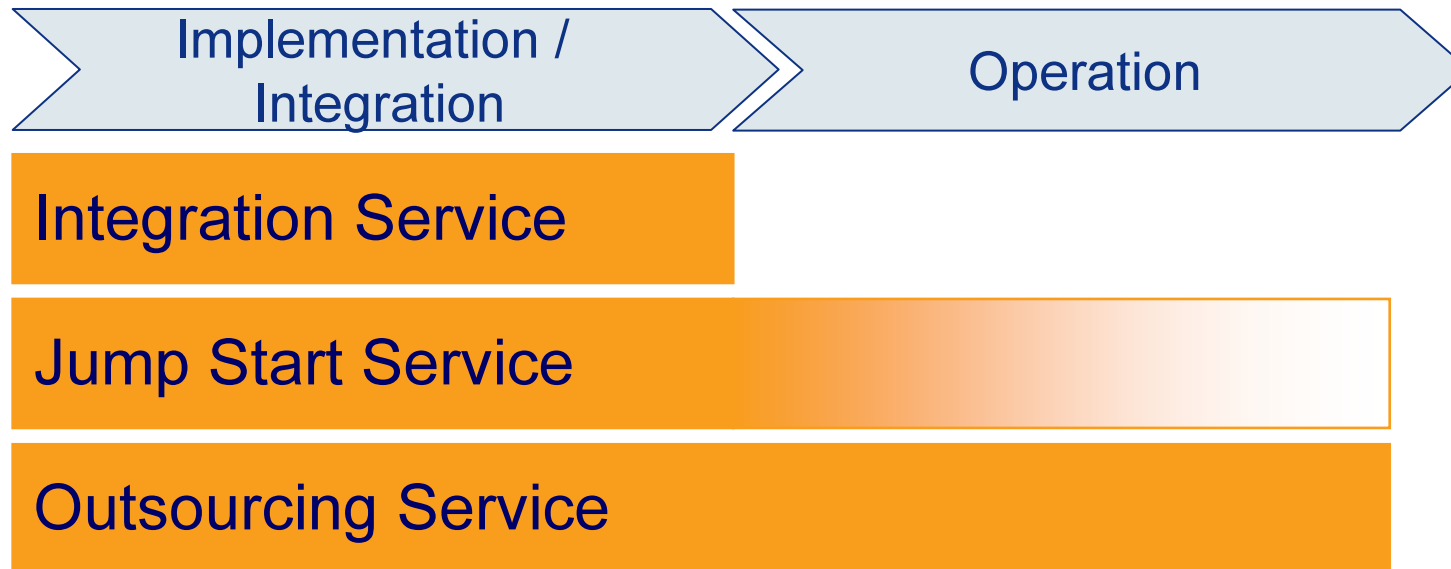 Implementation /
Integration
Operation
Integration Service
Jump Start Service
Outsourcing Service